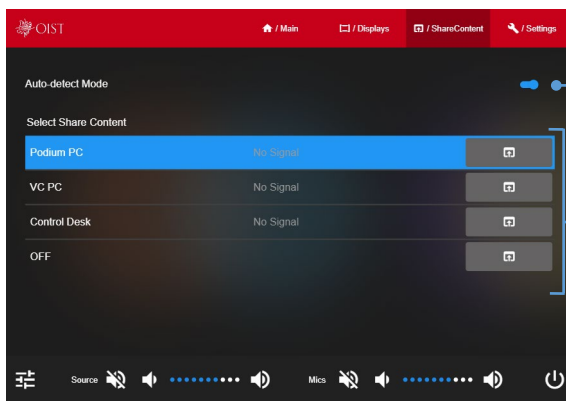 OIST / Main / Displays / ShareContent / Settings
Auto-detect Mode
Select Share Content
Podium PC No Signal
VC PC No Signal
Control Desk No Signal
OFF
Source Mics